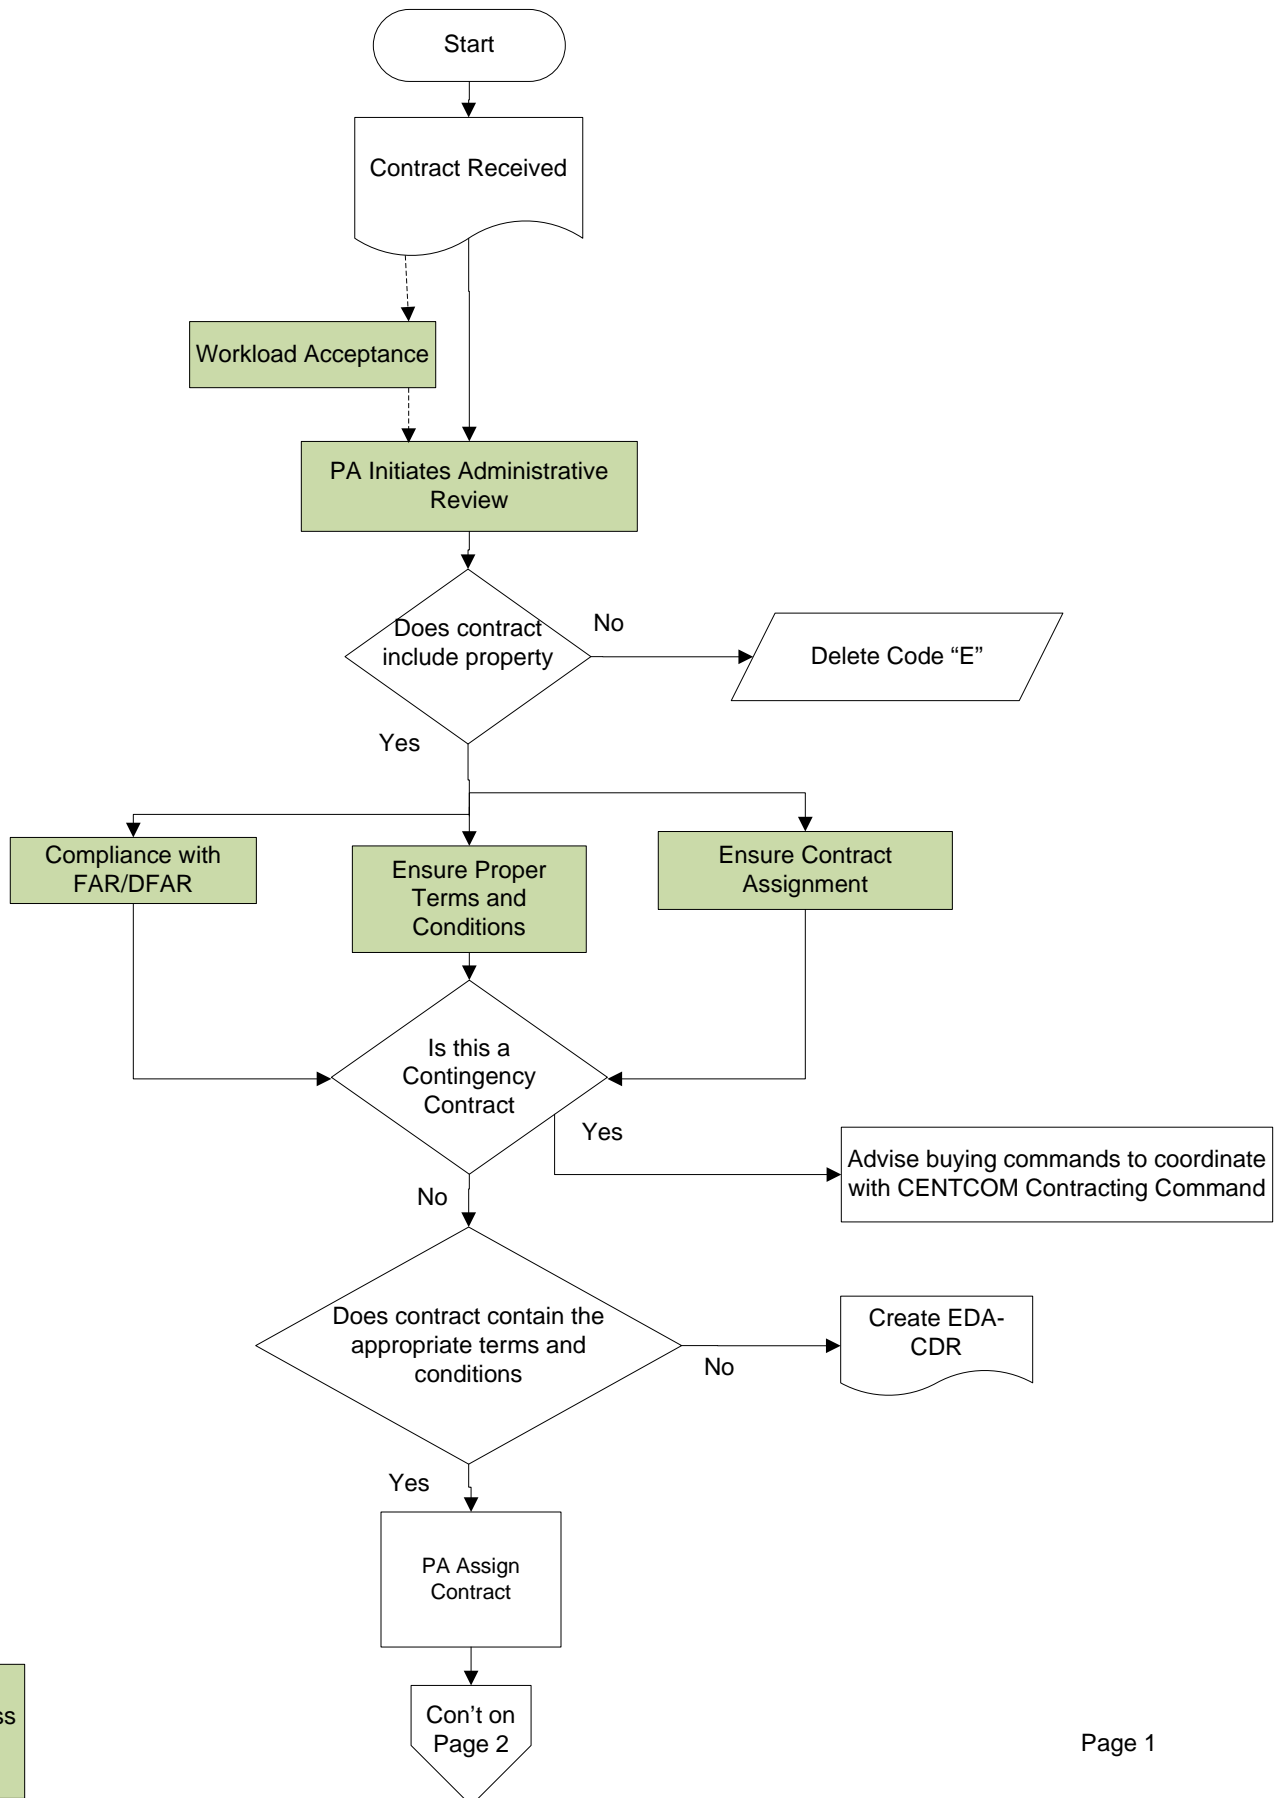 Start
Contract Received
Workload Acceptance
PA Initiates Administrative
Review
Does contract
include property
No
Delete Code “E”
Yes
Compliance with
FAR/DFAR
Ensure Proper
Terms and
Conditions
Ensure Contract
Assignment
Is this a
Contingency
Contract
Yes
Advise buying commands to coordinate
with CENTCOM Contracting Command
No
Does contract contain the
appropriate terms and
conditions
No
Create EDA-
CDR
Yes
PA Assign
Contract
Con’t on
Page 2
Page 1